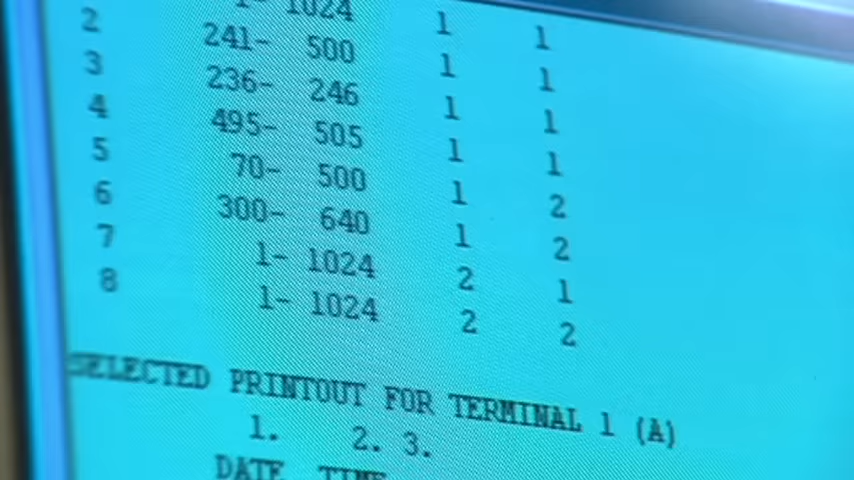 1- 1024 1 1
2 241- 500 1 1
3 236- 246 1 1
4 495- 505 1 1
5 70- 500 1 2
6 300- 640 1 2
7 1- 1024 2 1
8 1- 1024 2 2
SELECTED PRINTOUT FOR TERMINAL 1 (A)
1. 2. 3.
DATE TIME